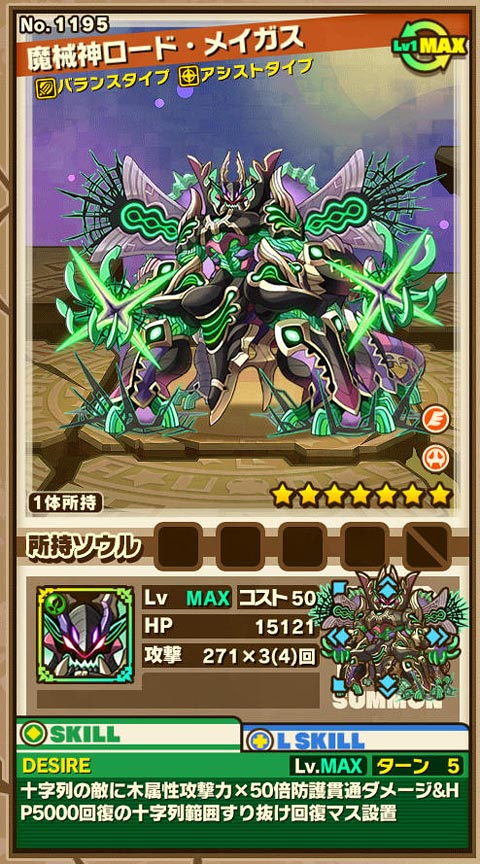 No.1195
魔械神ロード・メイガス
Lv1 MAX
バランスタイプ アシストタイプ
E
1体所持
所持ソウル
Lv MAX コスト 50
HP 15121
攻撃 271×3(4)回
SUMMON
SKILL
L SKILL
DESIRE Lv.MAX ターン 5
十字列の敵に木属性攻撃力×50倍防護貫通ダメージ&H
P5000回復の十字列範囲すり抜け回復マス設置